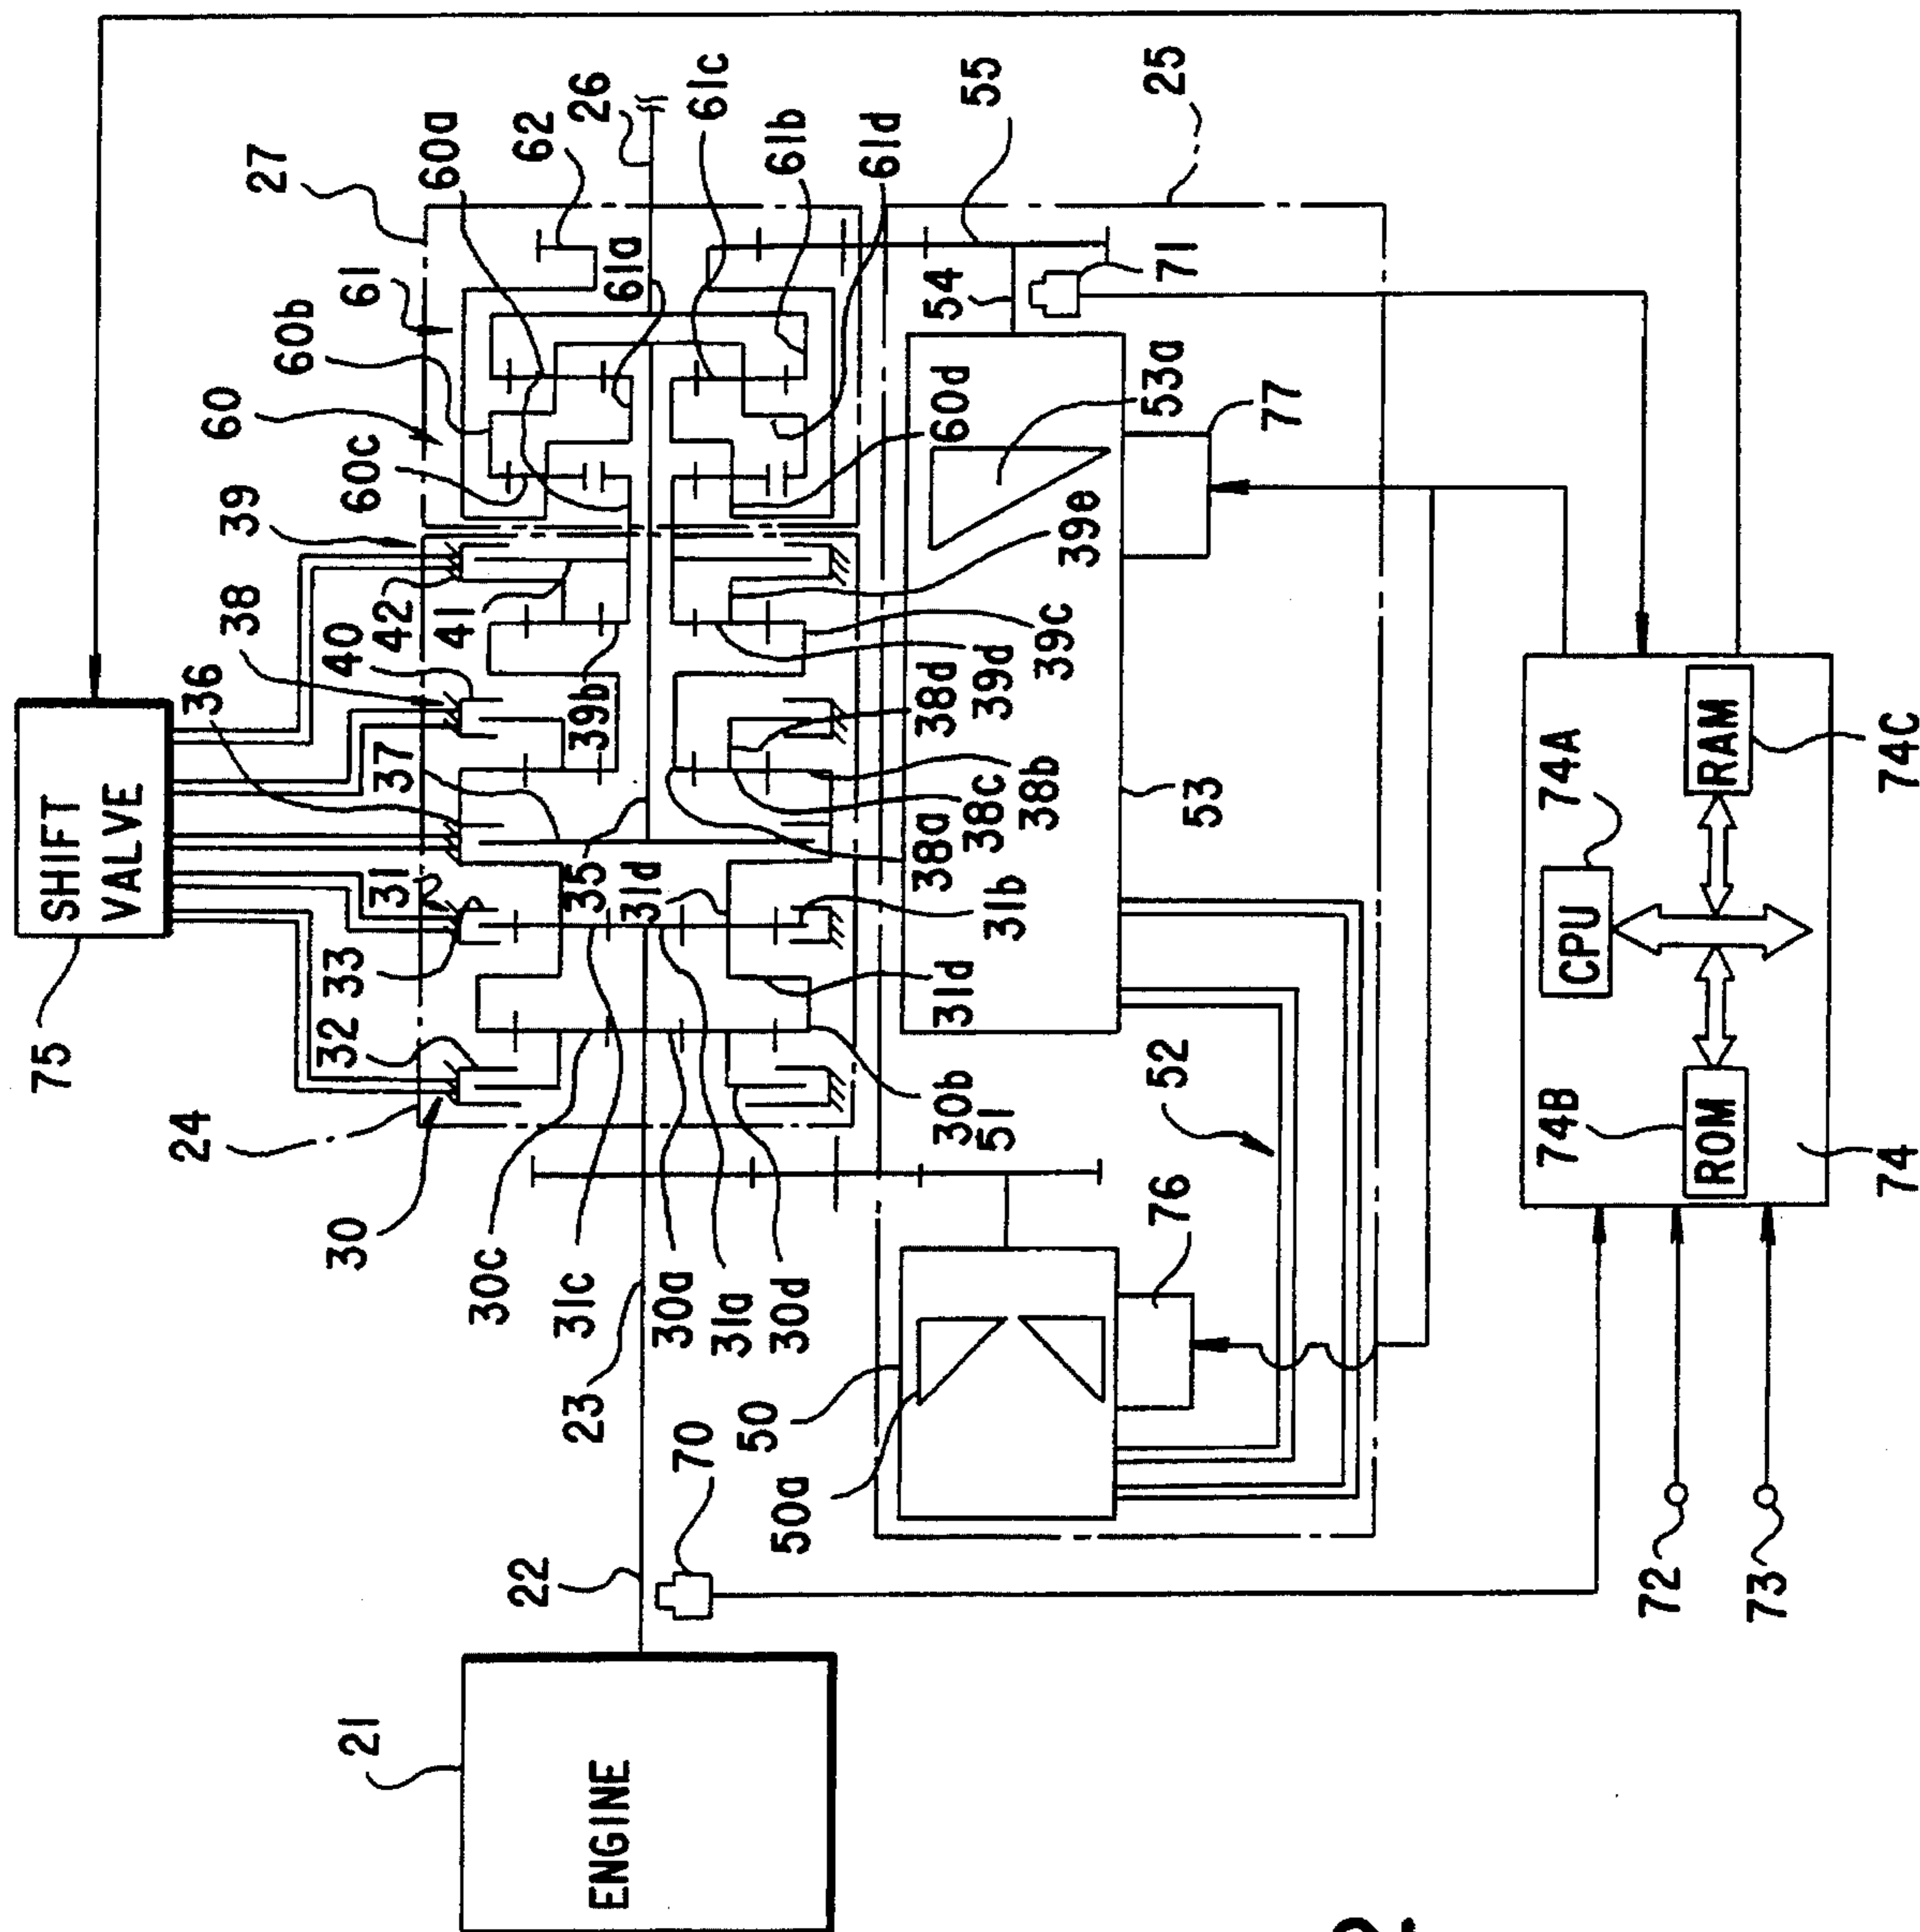 SHIFT
VALVE
75
27
26
62
60a
61c
61b
61d
55
25
61
61a
60b
60
60c
39
54
71
60d
53a
77
38
42
41
40
39b
39e
39c
39d
38d
36
37
38b
38c
38a
35
31d
31
33
31b
31d
53
32
24
30
30b
51
52
30c
31c
30a
31a
30d
23
50
50a
76
70
22
21
ENGINE
74A
CPU
RAM
74C
74B
ROM
74
72
73